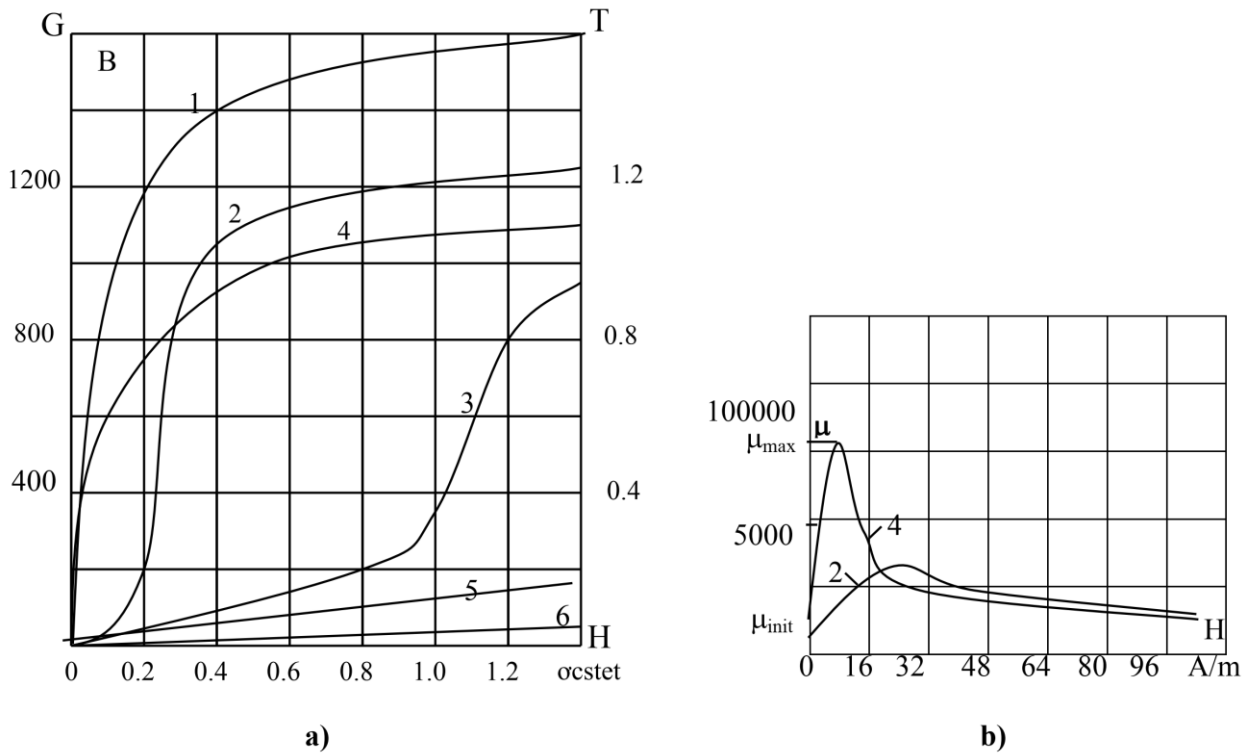 G T
B
1
1200 1.2
2
4
800 0.8
3
400 0.4
5
6
H
0 0.2 0.4 0.6 0.8 1.0 1.2 σcstet
a)
100000
μmax μ
5000
4
2
μinit
H
0 16 32 48 64 80 96 A/m
b)